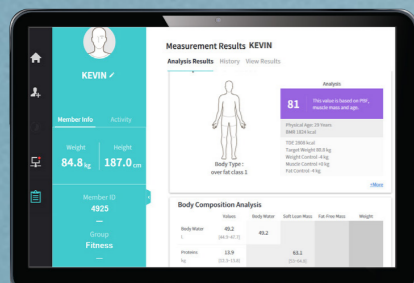 Measurement Results KEVIN
Analysis Results History View Results
KEVIN
Member Info Activity
Weight Height
84.8 kg 187.0 cm
Member ID
4925
—
Group
Fitness
—
Body Type :
over fat class 1
Analysis
81
This value is based on PBF,
muscle mass and age.
Physical Age: 29 Years
BMR 1824 kcal
Target Weight 80.8 kg
Weight Control -4 kg
Muscle Control +0 kg
Fat Control -4 kg
+More
Body Composition Analysis
Values Body Water Soft Lean Mass Fat-Free Mass Weight
Body Water 49.2 49.2
Proteins 13.9 63.1
kg